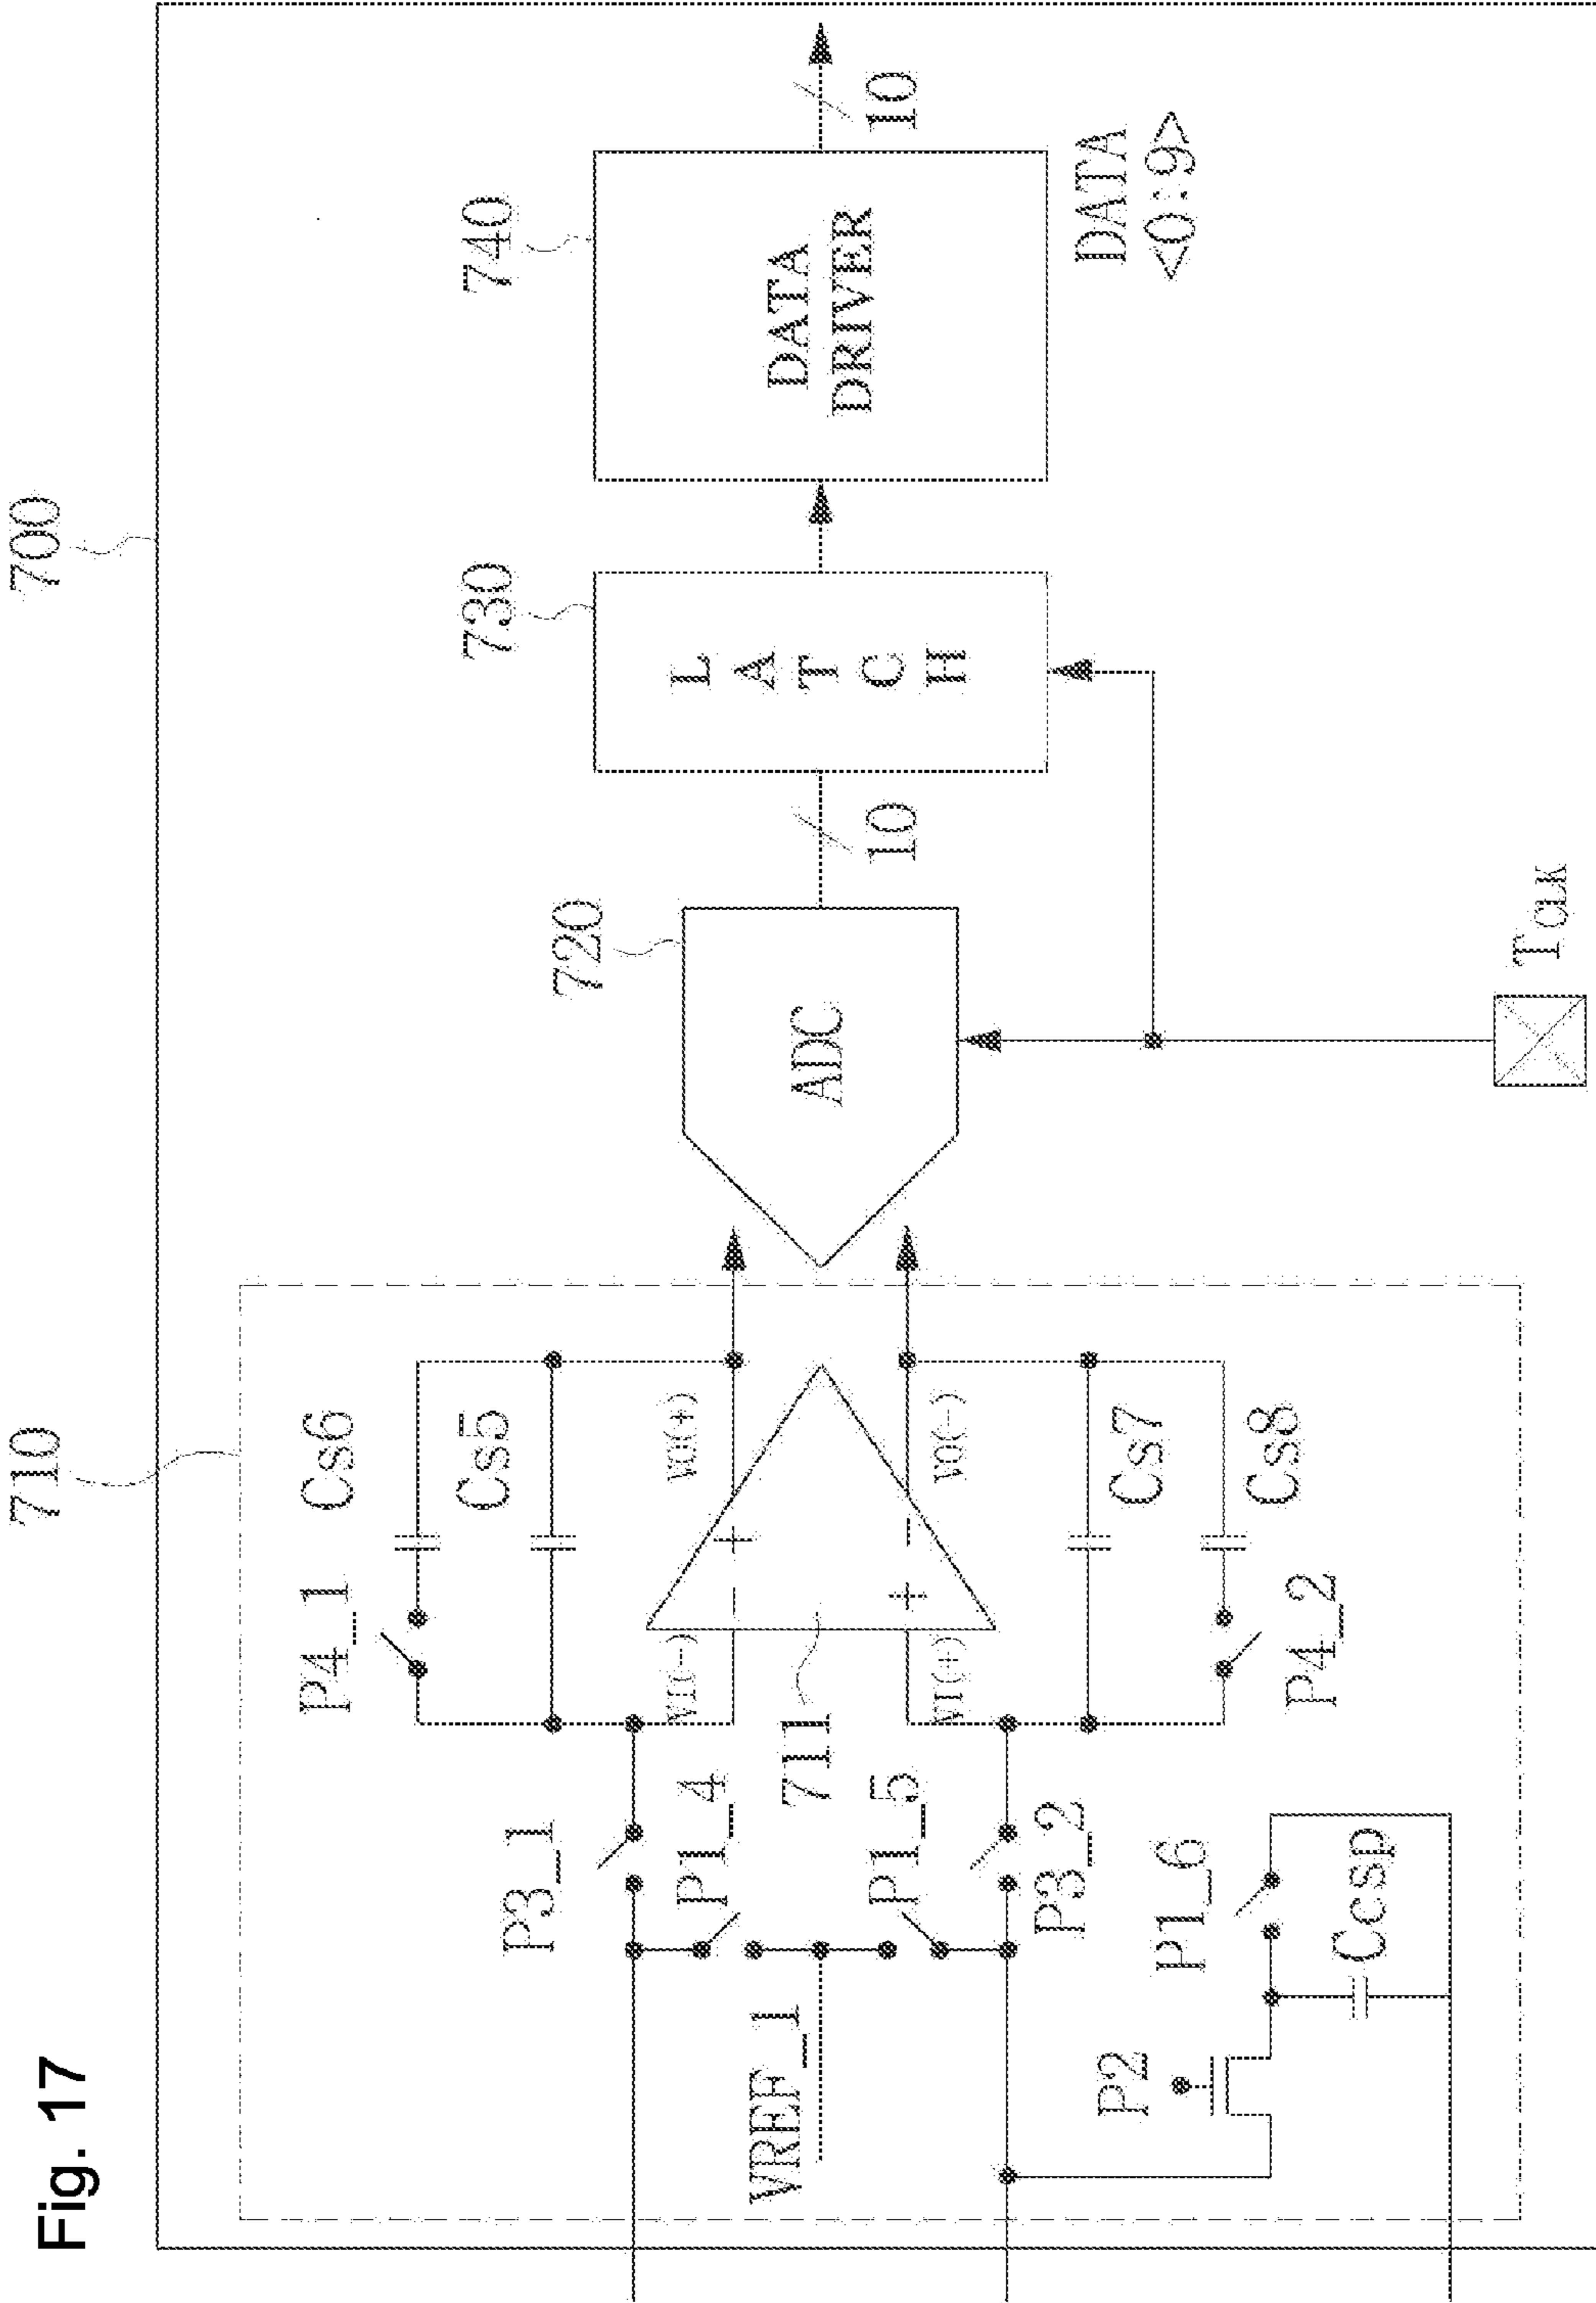 Fig. 17
700
710
P4_1
Cs6
Cs5
P3_1
P1_4
VREF_1
P1_5
P3_2
VI(-)
VO(+)
711
- +
+ -
VI(+)
VO(-)
Cs7
Cs8
P4_2
P2
P1_6
Ccsp
720
ADC
10
730
LATCH
740
DATA
DRIVER
10
DATA
<0:9>
TCLK